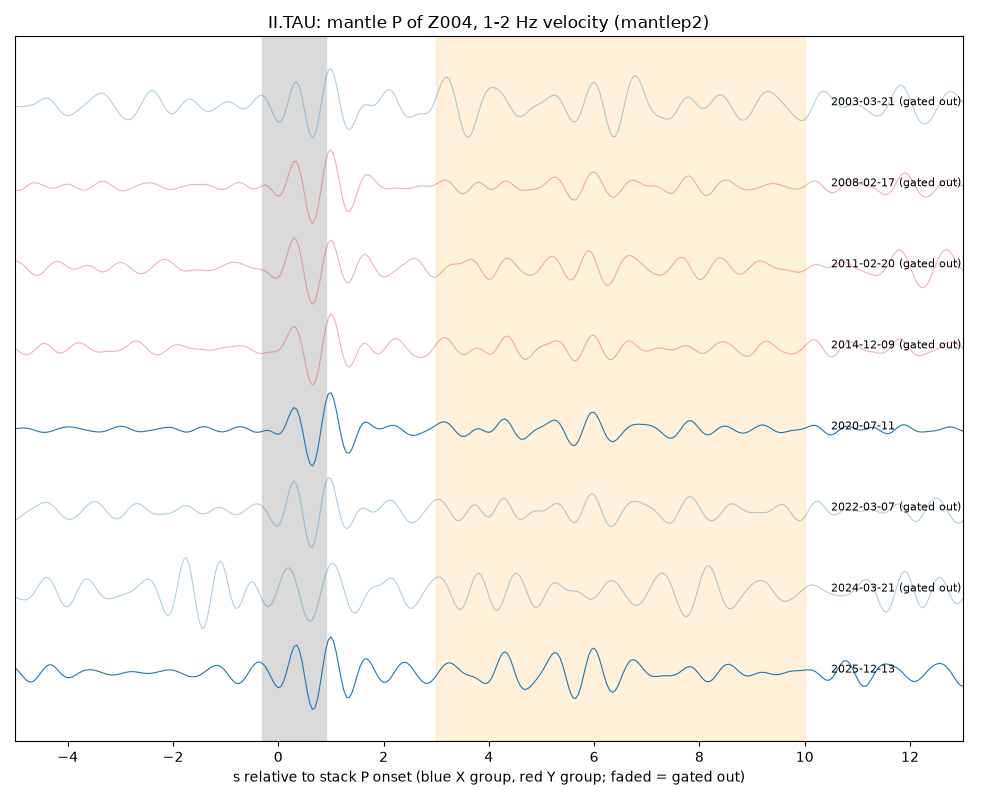 II.TAU: mantle P of Z004, 1-2 Hz velocity (mantlep2)
2003-03-21 (gated out)
2008-02-17 (gated out)
2011-02-20 (gated out)
2014-12-09 (gated out)
2020-07-11
2022-03-07 (gated out)
2024-03-21 (gated out)
2025-12-13
−4 −2 0 2 4 6 8 10 12
s relative to stack P onset (blue X group, red Y group; faded = gated out)